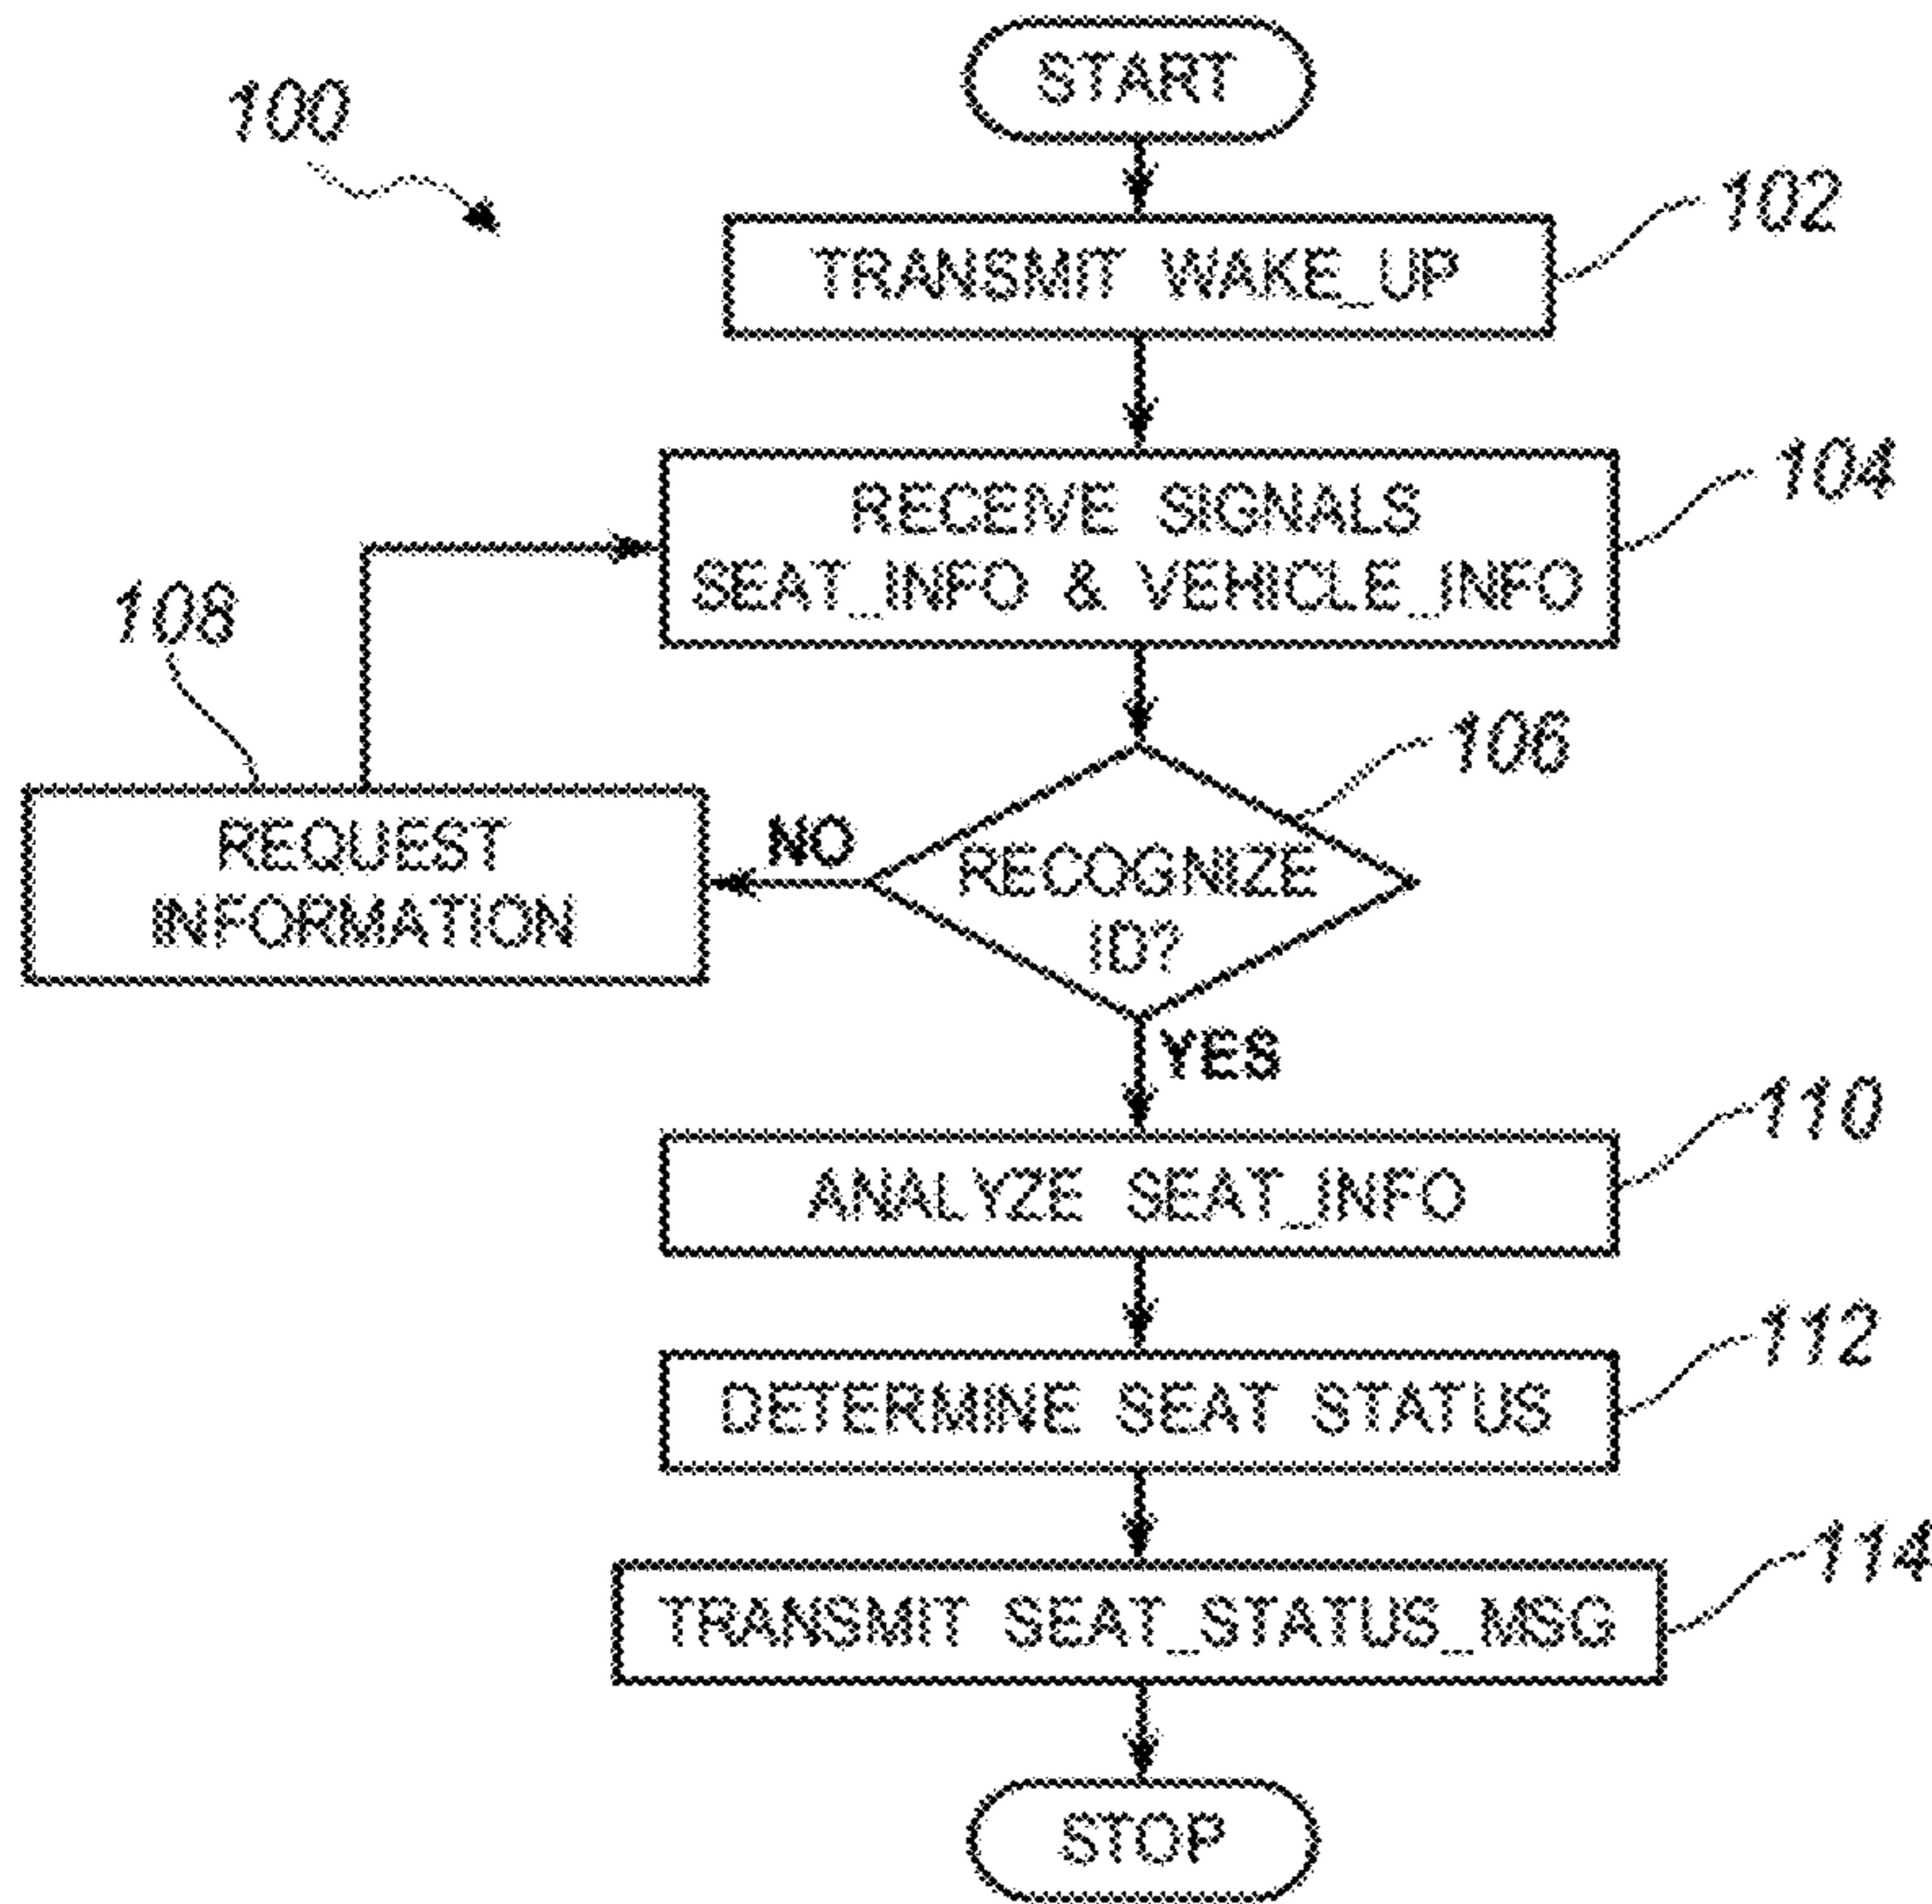 START
100
102
TRANSMIT WAKE_UP
104
RECEIVE SIGNALS
SEAT_INFO & VEHICLE_INFO
108
106
REQUEST
INFORMATION
NO
RECOGNIZE
ID?
YES
110
ANALYZE SEAT_INFO
112
DETERMINE SEAT STATUS
114
TRANSMIT SEAT_STATUS_MSG
STOP